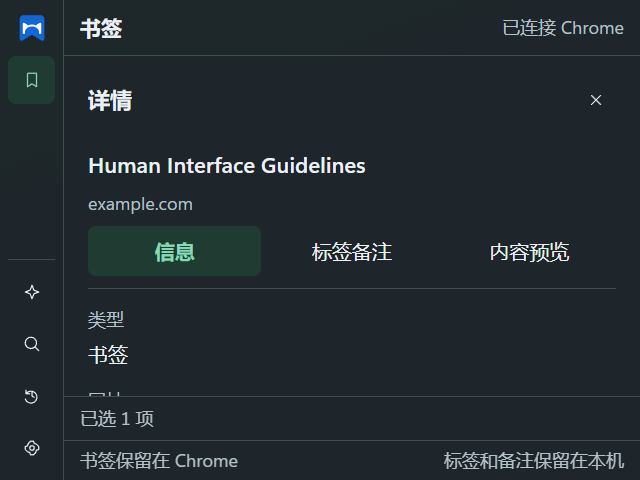 书签
已连接 Chrome
详情
Human Interface Guidelines
example.com
信息
标签备注
内容预览
类型
书签
已选 1 项
书签保留在 Chrome
标签和备注保留在本机